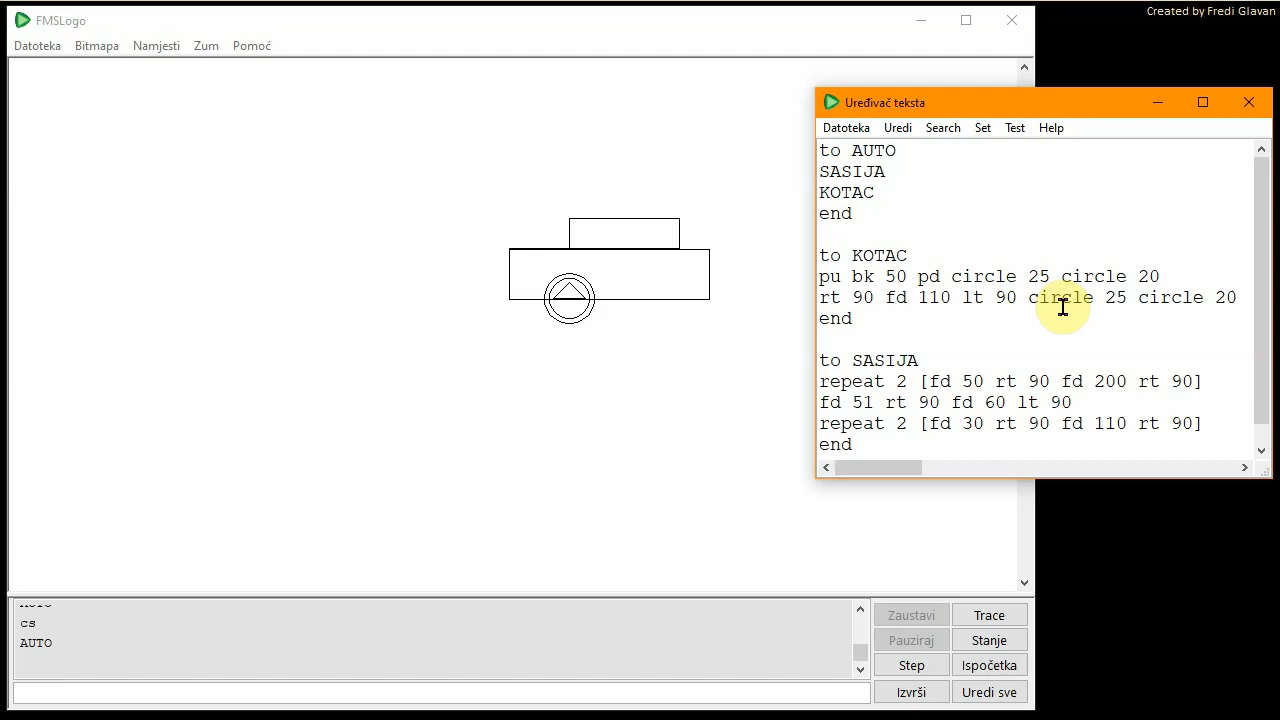 Created by Fredi Glavan
FMSLogo
Datoteka Bitmapa Namjesti Zum Pomoć
Uređivač teksta
Datoteka Uredi Search Set Test Help
to AUTO
SASIJA
KOTAC
end
to KOTAC
pu bk 50 pd circle 25 circle 20
rt 90 fd 110 lt 90 circle 25 circle 20
end
to SASIJA
repeat 2 [fd 50 rt 90 fd 200 rt 90]
fd 51 rt 90 fd 60 lt 90
repeat 2 [fd 30 rt 90 fd 110 rt 90]
end
cs
AUTO
Zaustavi Trace
Pauziraj Stanje
Step Ispočetka
Izvrši Uredi sve